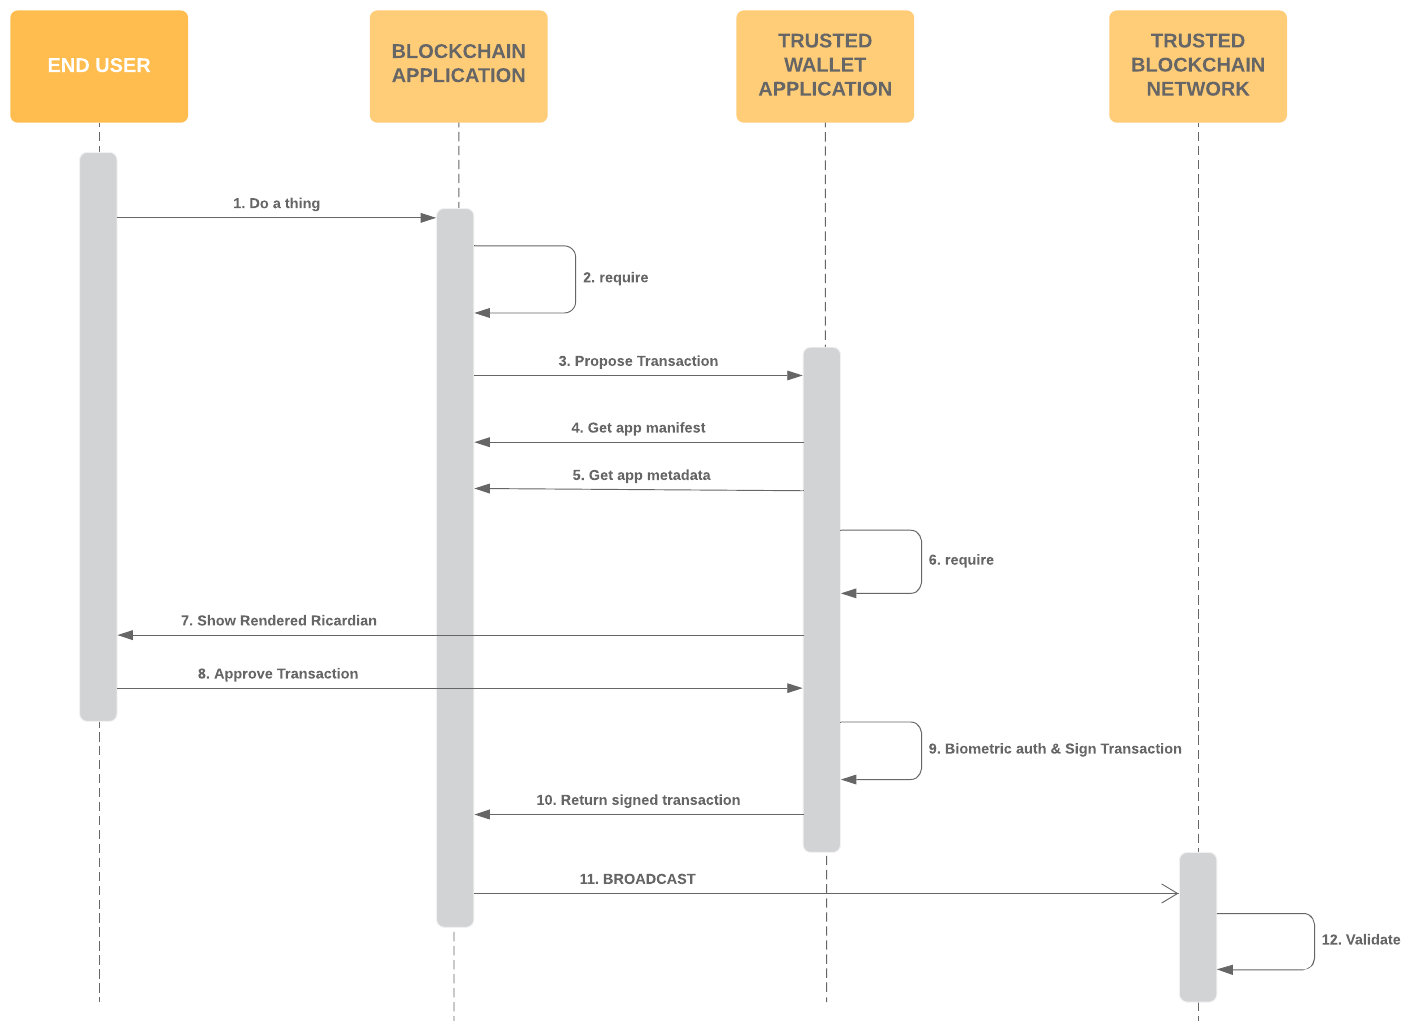 END USER
BLOCKCHAIN
APPLICATION
TRUSTED
WALLET
APPLICATION
TRUSTED
BLOCKCHAIN
NETWORK
1. Do a thing
2. require
3. Propose Transaction
4. Get app manifest
5. Get app metadata
6. require
7. Show Rendered Ricardian
8. Approve Transaction
9. Biometric auth & Sign Transaction
10. Return signed transaction
11. BROADCAST
12. Validate